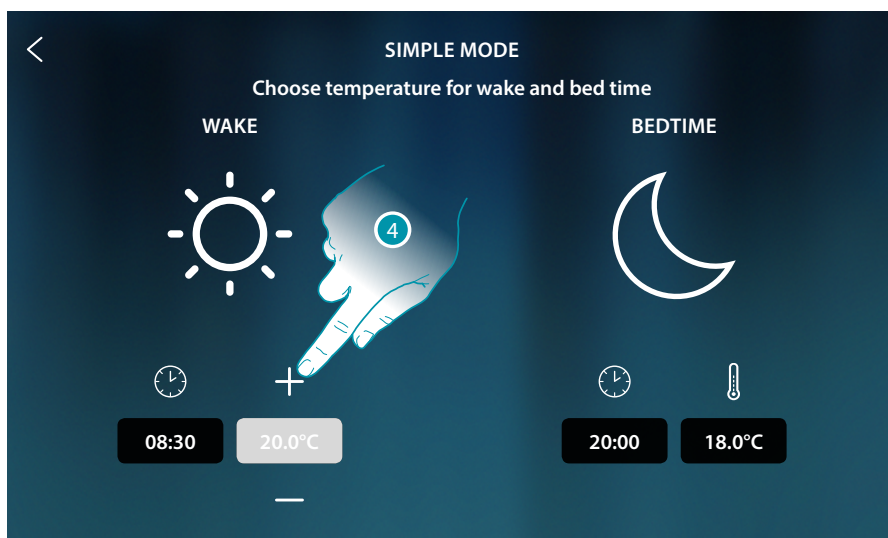 SIMPLE MODE
Choose temperature for wake and bed time
WAKE
BEDTIME
4
08:30
20.0°C
20:00
18.0°C